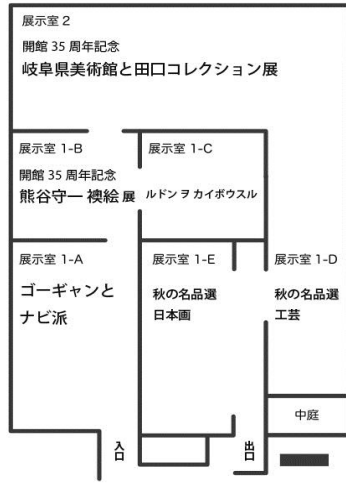 展示室 2
開館 35 周年記念
岐阜県美術館と田口コレクション展
展示室 1-B
開館 35 周年記念
熊谷守一 襖絵 展
展示室 1-C
ルドン ヲ カイボウスル
展示室 1-A
ゴーギャンと
ナビ派
展示室 1-E
秋の名品選
日本画
展示室 1-D
秋の名品選
工芸
中庭
入口
出口